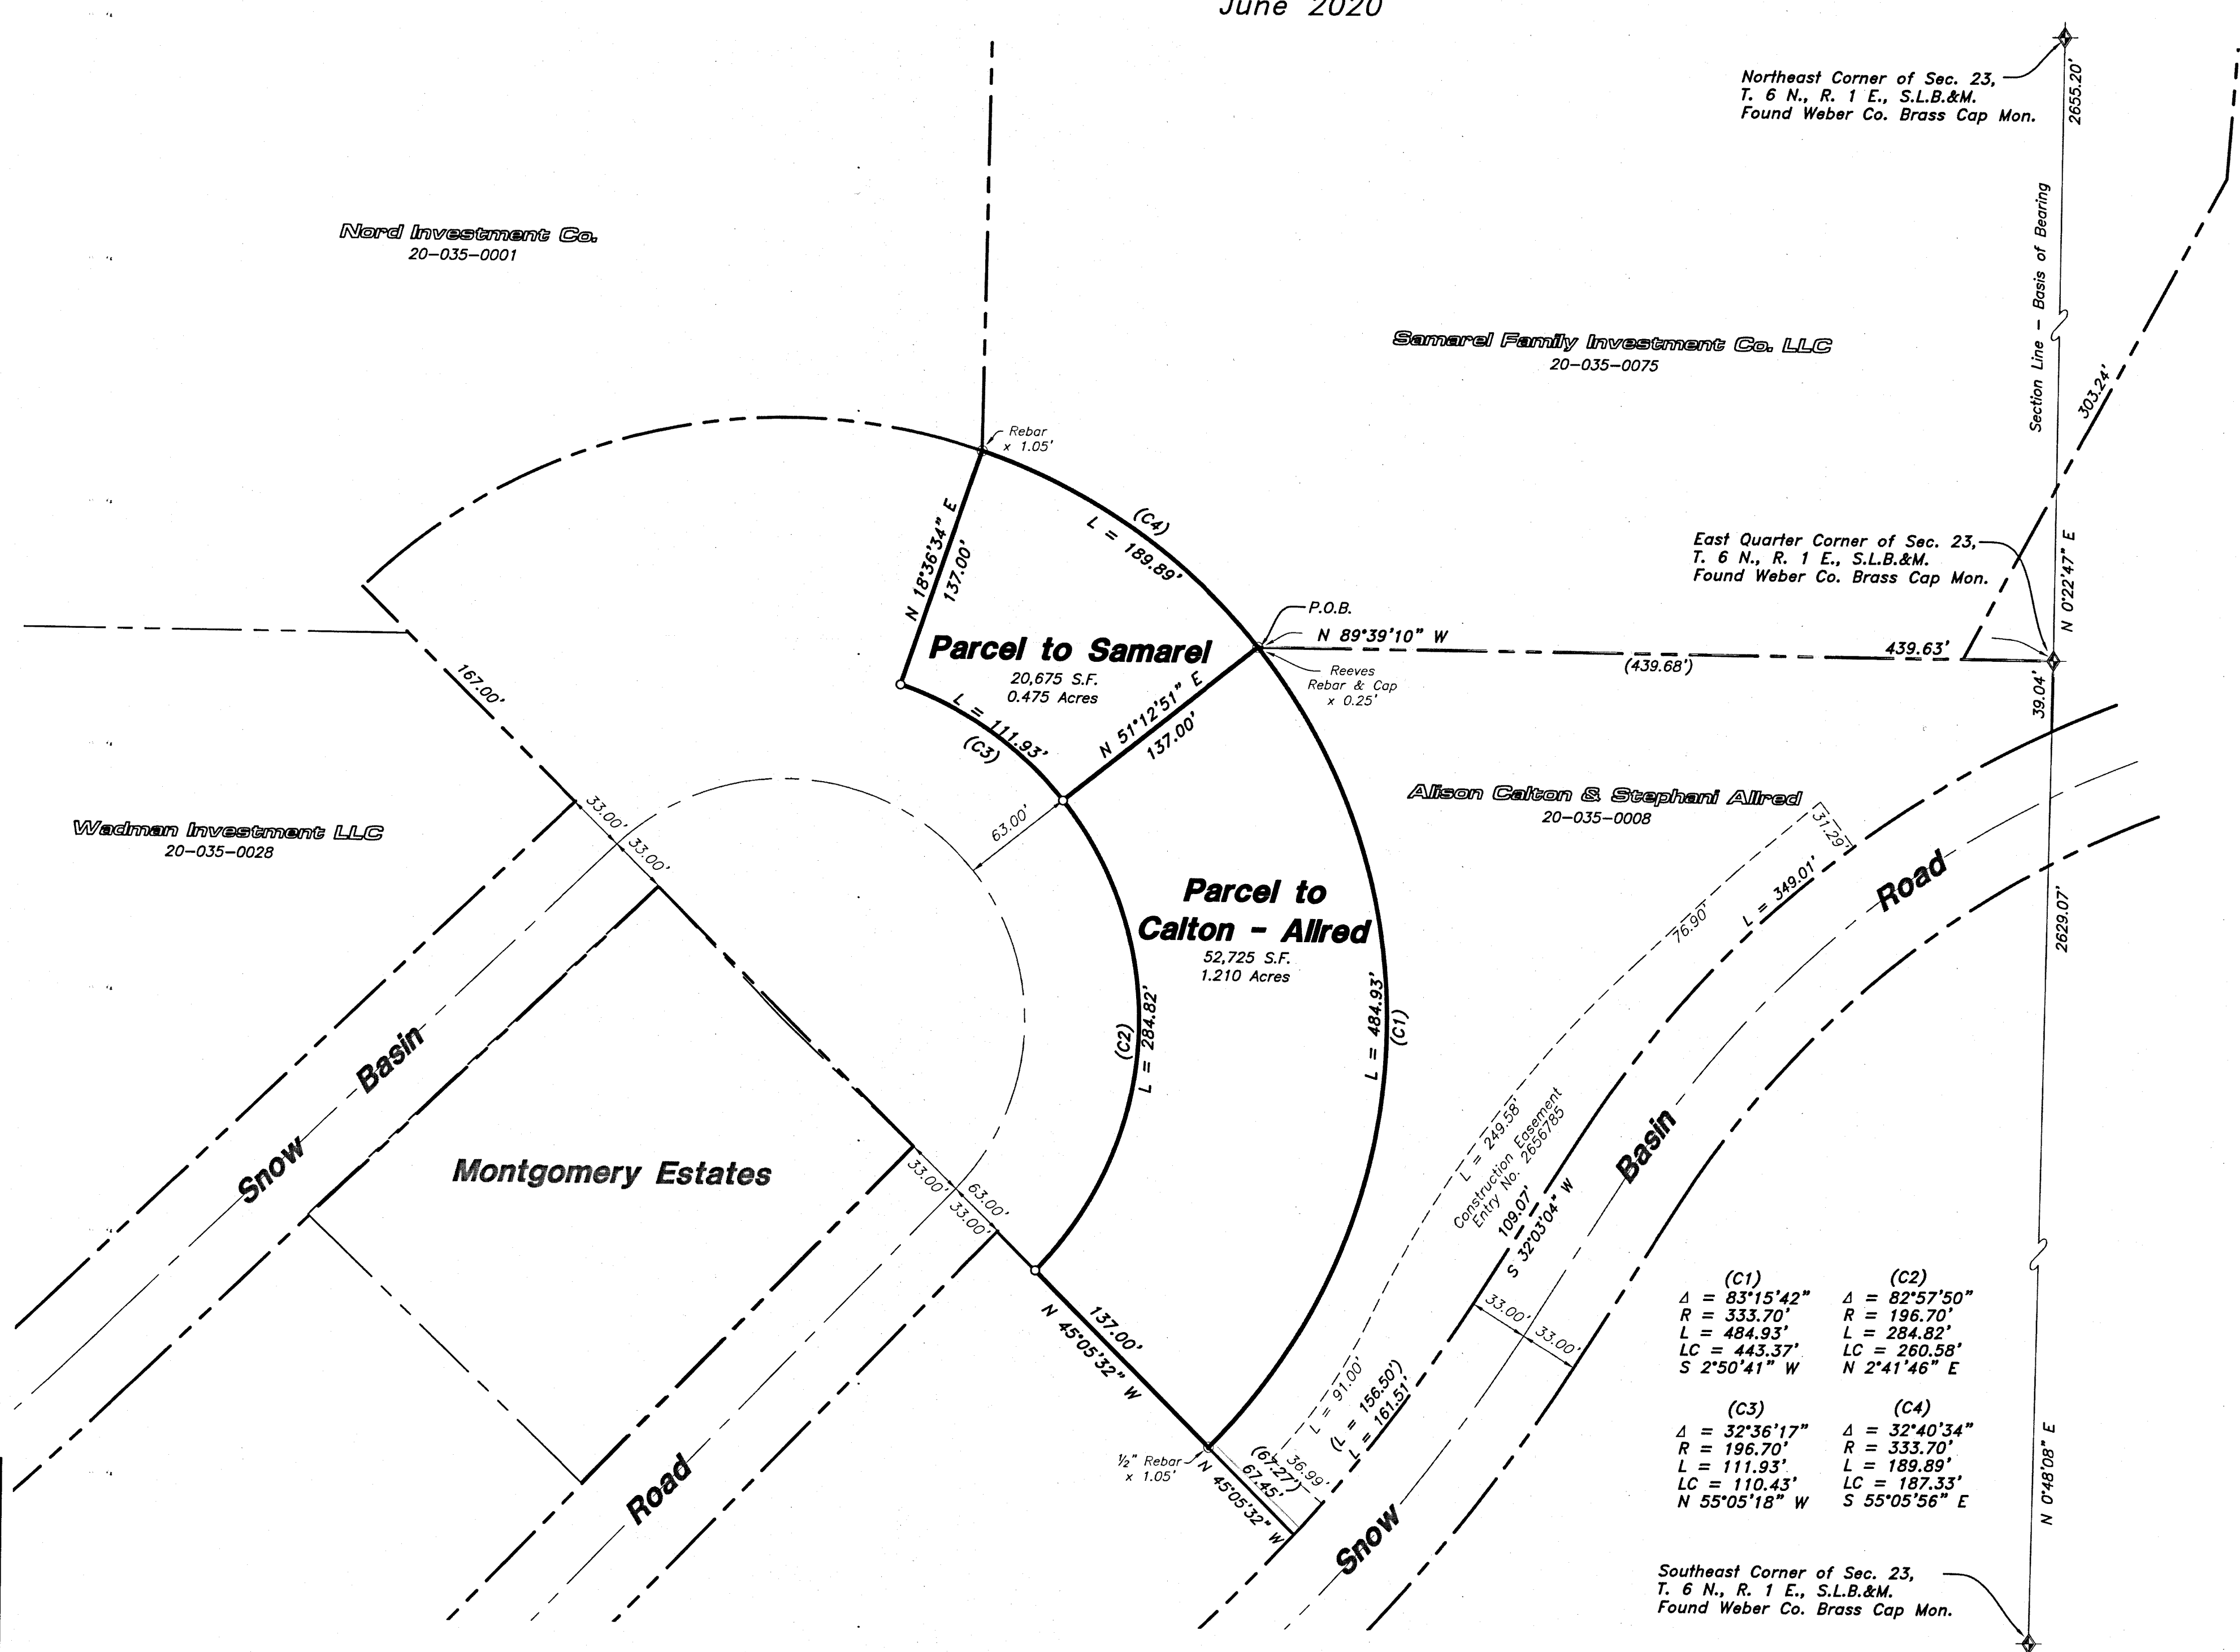 June 2020
Northeast Corner of Sec. 23,
T. 6 N., R. 1 E., S.L.B.&M.
Found Weber Co. Brass Cap Mon.
2655.20'
Section Line - Basis of Bearing
Nord Investment Co.
20-035-0001
Samarel Family Investment Co. LLC
20-035-0075
303.24'
Rebar
x 1.05'
(C4)
L = 189.89'
N 18°36'34" E
137.00'
East Quarter Corner of Sec. 23,
T. 6 N., R. 1 E., S.L.B.&M.
Found Weber Co. Brass Cap Mon.
N 0°22'47" E
P.O.B.
N 89°39'10" W
439.63'
(439.68')
Reeves
Rebar & Cap
x 0.25'
39.04'
Parcel to Samarel
20,675 S.F.
0.475 Acres
L = 111.93'
(C3)
N 51°12'51" E
137.00'
167.00'
33.00'
33.00'
63.00'
Wadman Investment LLC
20-035-0028
Alison Calton & Stephani Allred
20-035-0008
31.29'
76.90'
L = 349.01'
Road
2629.07'
Parcel to
Calton - Allred
52,725 S.F.
1.210 Acres
(C2)
L = 284.82'
L = 484.93'
(C1)
Basin
Snow
Montgomery Estates
L = 249.58'
Construction Easement
Entry No. 2656785
109.07'
S 32°03'04" W
Basin
33.00'
63.00'
33.00'
33.00'
33.00'
137.00'
N 45°05'32" W
L = 91.00'
(L = 156.50')
L = 161.51'
½" Rebar
x 1.05'
36.99'
(67.27')
67.45'
N 45°05'32" W
Road
Snow
(C1)
Δ = 83°15'42"
R = 333.70'
L = 484.93'
LC = 443.37'
S 2°50'41" W
(C2)
Δ = 82°57'50"
R = 196.70'
L = 284.82'
LC = 260.58'
N 2°41'46" E
(C3)
Δ = 32°36'17"
R = 196.70'
L = 111.93'
LC = 110.43'
N 55°05'18" W
(C4)
Δ = 32°40'34"
R = 333.70'
L = 189.89'
LC = 187.33'
S 55°05'56" E
N 0°48'08" E
Southeast Corner of Sec. 23,
T. 6 N., R. 1 E., S.L.B.&M.
Found Weber Co. Brass Cap Mon.